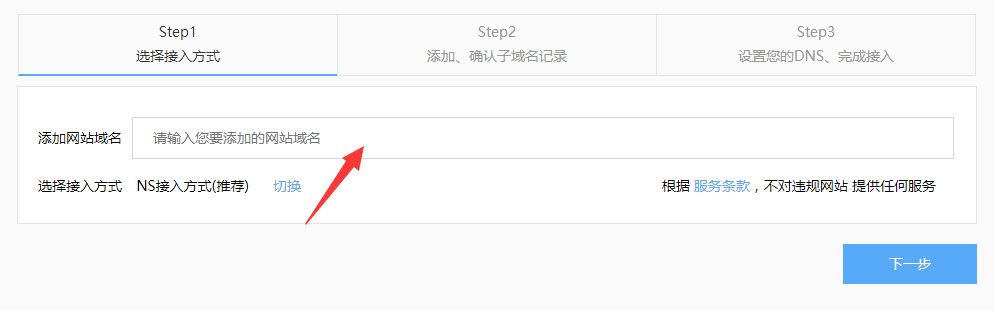 Step1
选择接入方式
Step2
添加、确认子域名记录
Step3
设置您的DNS、完成接入
添加网站域名
请输入您要添加的网站域名
选择接入方式 NS接入方式(推荐) 切换
根据 服务条款，不对违规网站 提供任何服务
下一步